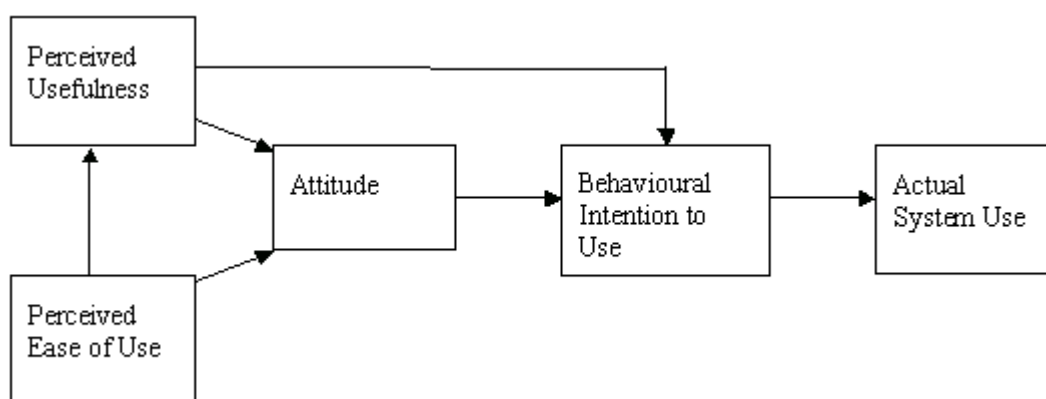 Perceived
Usefulness
Attitude
Behavioural
Intention to
Use
Actual
System Use
Perceived
Ease of Use